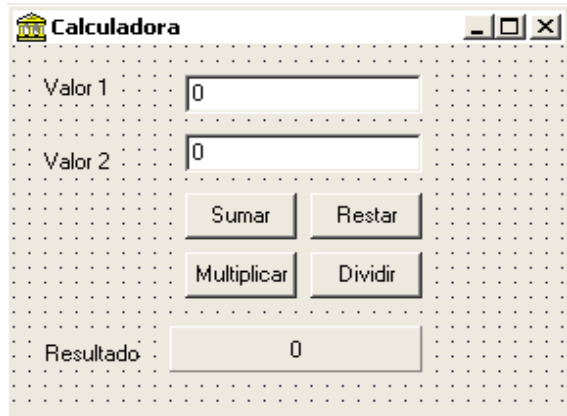 Calculadora
Valor 1
0
Valor 2
0
Sumar Restar
Multiplicar Dividir
Resultado 0